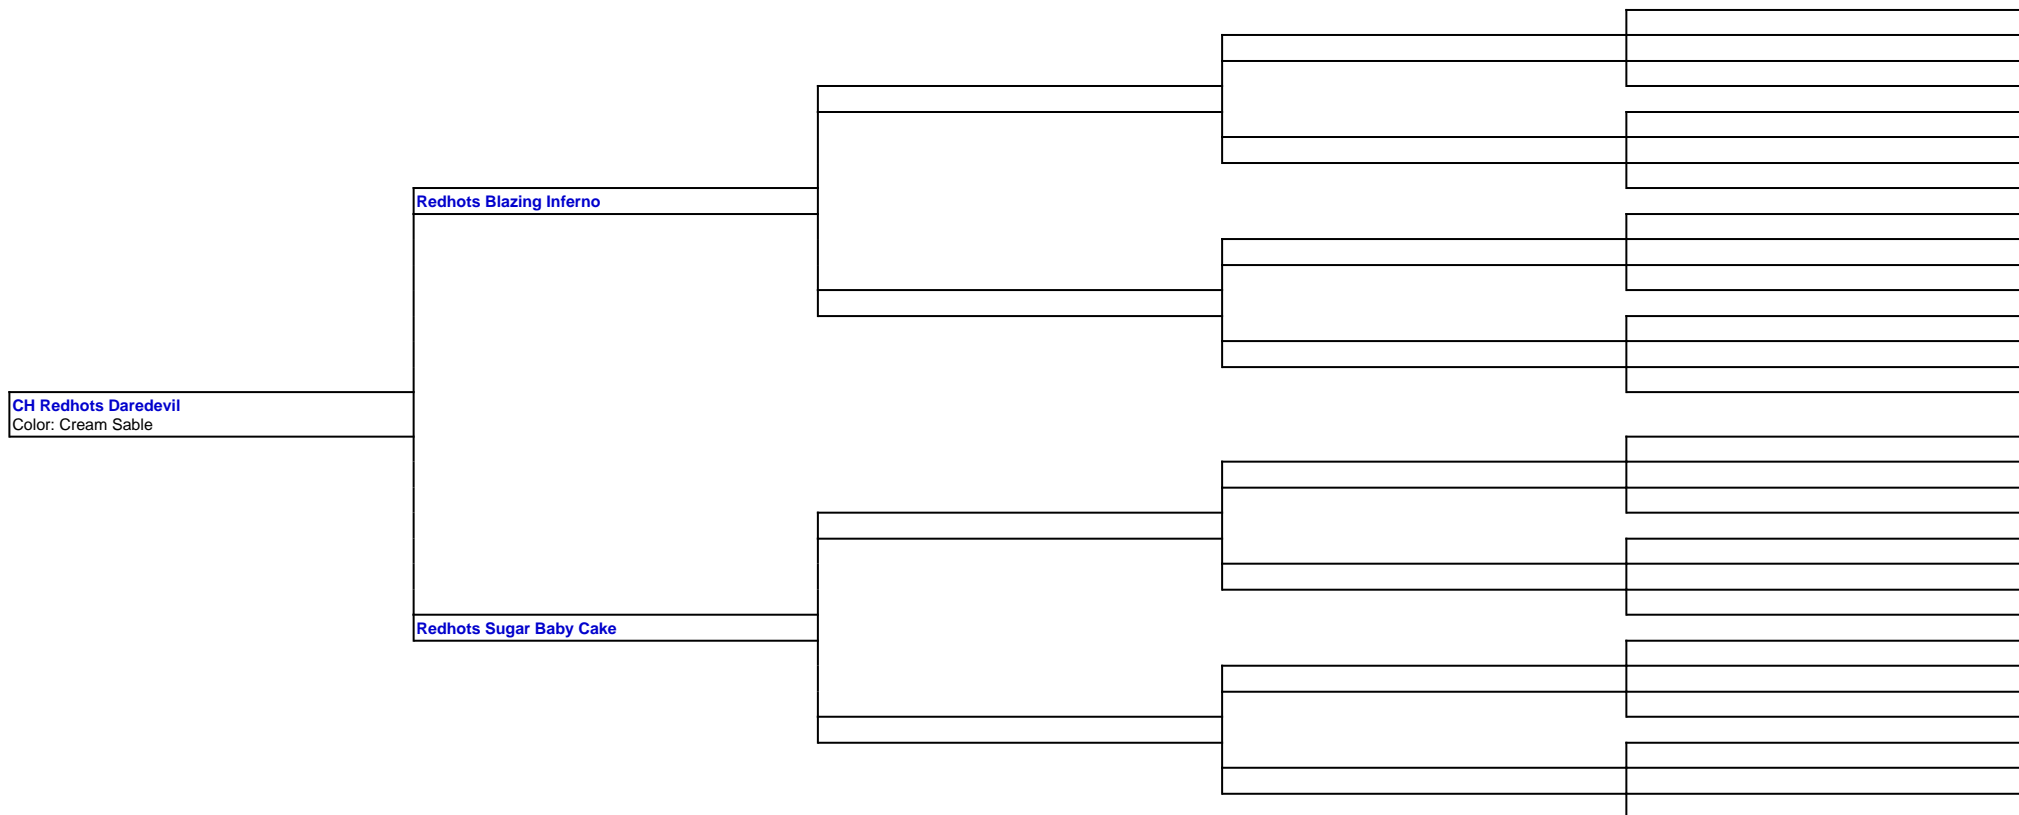 Redhots Blazing Inferno
CH Redhots Daredevil
Color: Cream Sable
Redhots Sugar Baby Cake